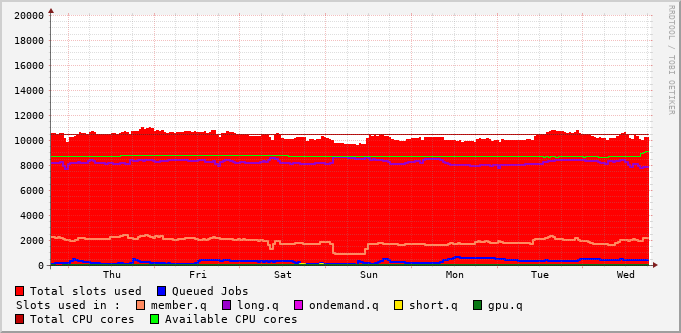 RRDTOOL / TOBI OETIKER
20000
18000
16000
14000
12000
10000
8000
6000
4000
2000
0
Thu Fri Sat Sun Mon Tue Wed
Total slots used Queued Jobs
Slots used in : member.q long.q ondemand.q short.q gpu.q
Total CPU cores Available CPU cores